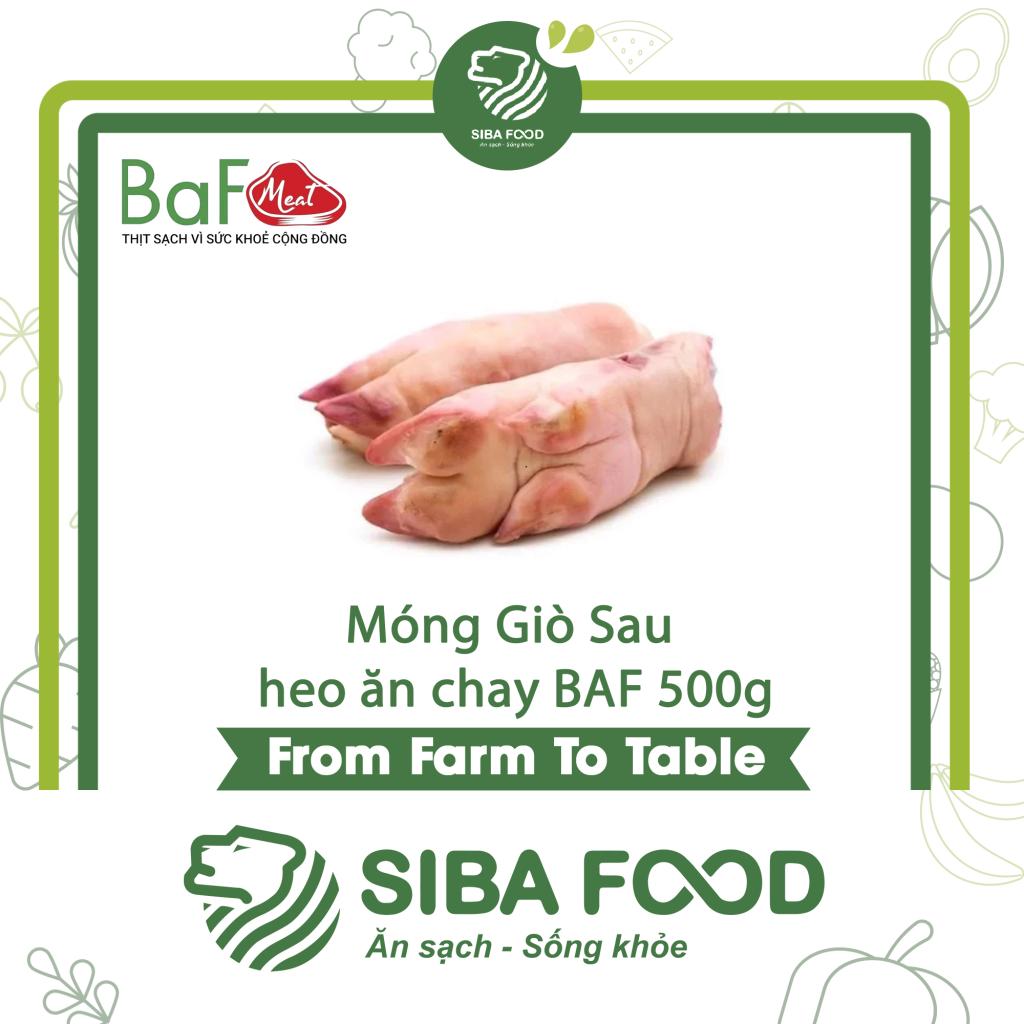 SIBA FOOD
Ăn sạch - Sống khỏe
BaF Meat
THỊT SẠCH VÌ SỨC KHOẺ CỘNG ĐỒNG
Móng Giò Sau
heo ăn chay BAF 500g
From Farm To Table
SIBA FOOD
Ăn sạch - Sống khỏe